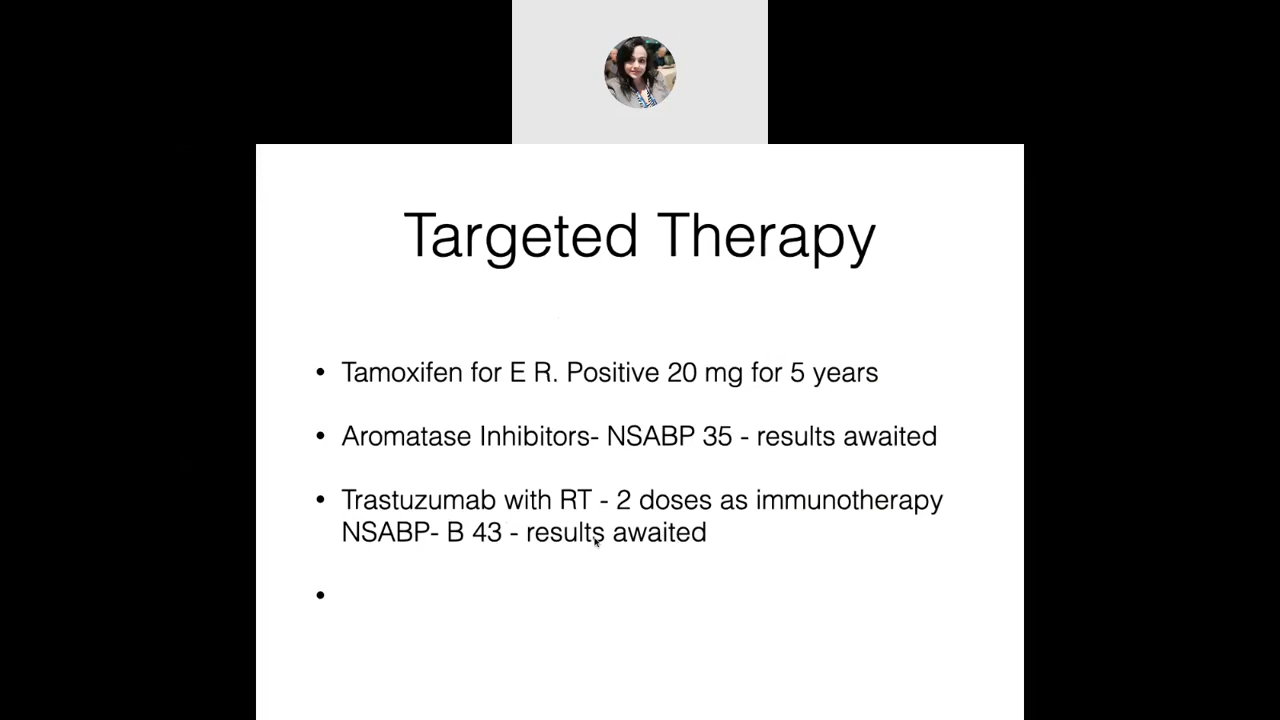 Targeted Therapy
• Tamoxifen for E R. Positive 20 mg for 5 years
• Aromatase Inhibitors- NSABP 35 - results awaited
• Trastuzumab with RT - 2 doses as immunotherapy
NSABP- B 43 - results awaited
•